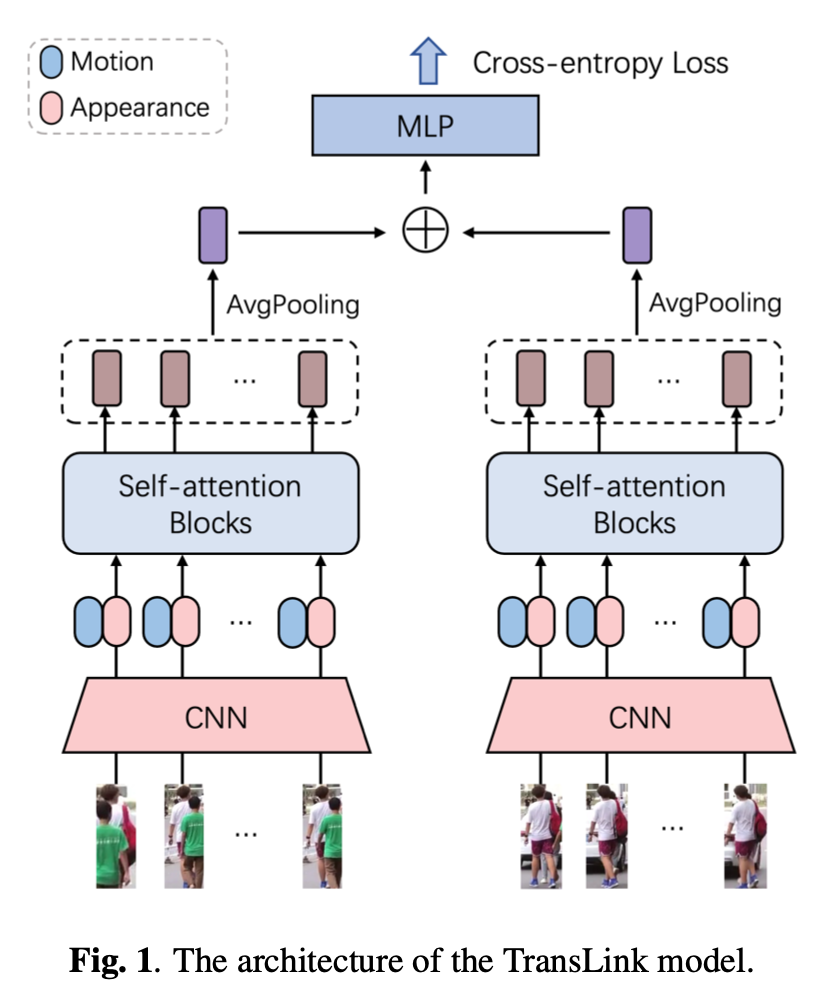 Motion
Appearance
Cross-entropy Loss
MLP
AvgPooling
AvgPooling
...
...
Self-attention
Blocks
Self-attention
Blocks
...
...
CNN
CNN
...
...
Fig. 1. The architecture of the TransLink model.